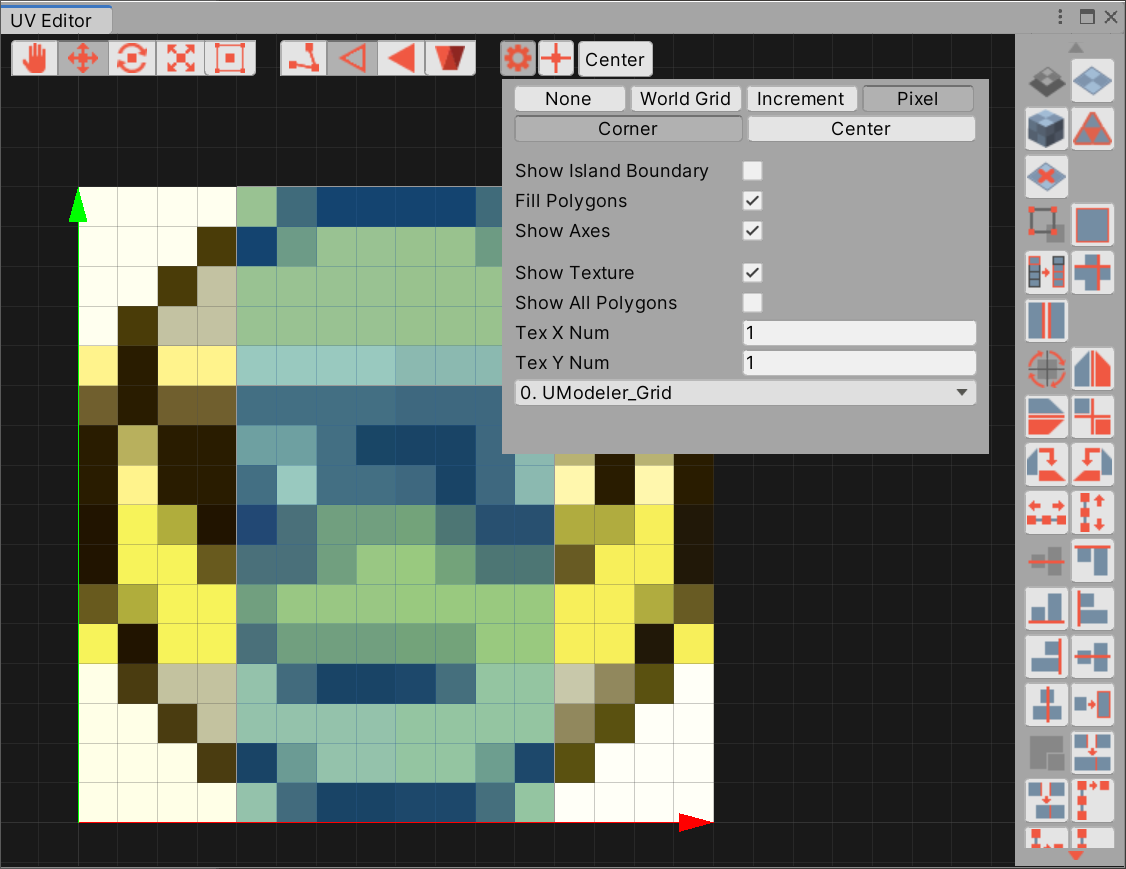 UV Editor
Center
None World Grid Increment Pixel
Corner Center
Show Island Boundary
Fill Polygons
Show Axes
Show Texture
Show All Polygons
Tex X Num 1
Tex Y Num 1
0. UModeler_Grid